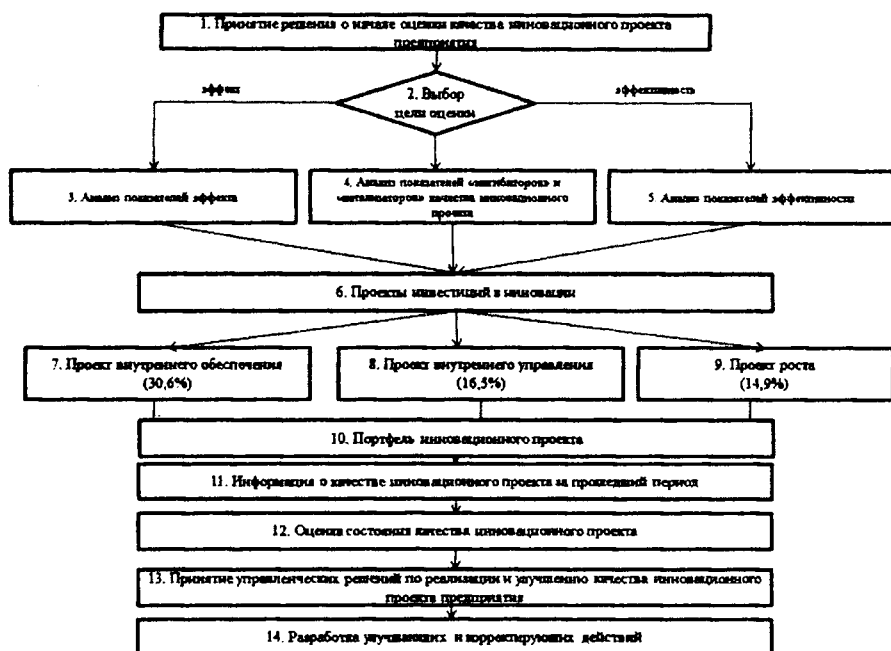 1. Принятие решения о начале оценки качества инновационного проекта
предприятия
эффект
2. Выбор
цели оценки
эффективность
3. Анализ показателей эффекта
4. Анализ показателей «ингибиторов» и
«катализаторов» качества инновационного
проекта
5. Анализ показателей эффективности
6. Проекты инвестиций в инновации
7. Проект внутреннего обеспечения
(30,6%)
8. Проект внутреннего управления
(16,5%)
9. Проект роста
(14,9%)
10. Портфель инновационного проекта
11. Информация о качестве инновационного проекта за прошедший период
12. Оценка состояния качества инновационного проекта
13. Принятие управленческих решений по реализации и улучшению качества инновационного
проекта предприятия
14. Разработка улучшающих и корректирующих действий